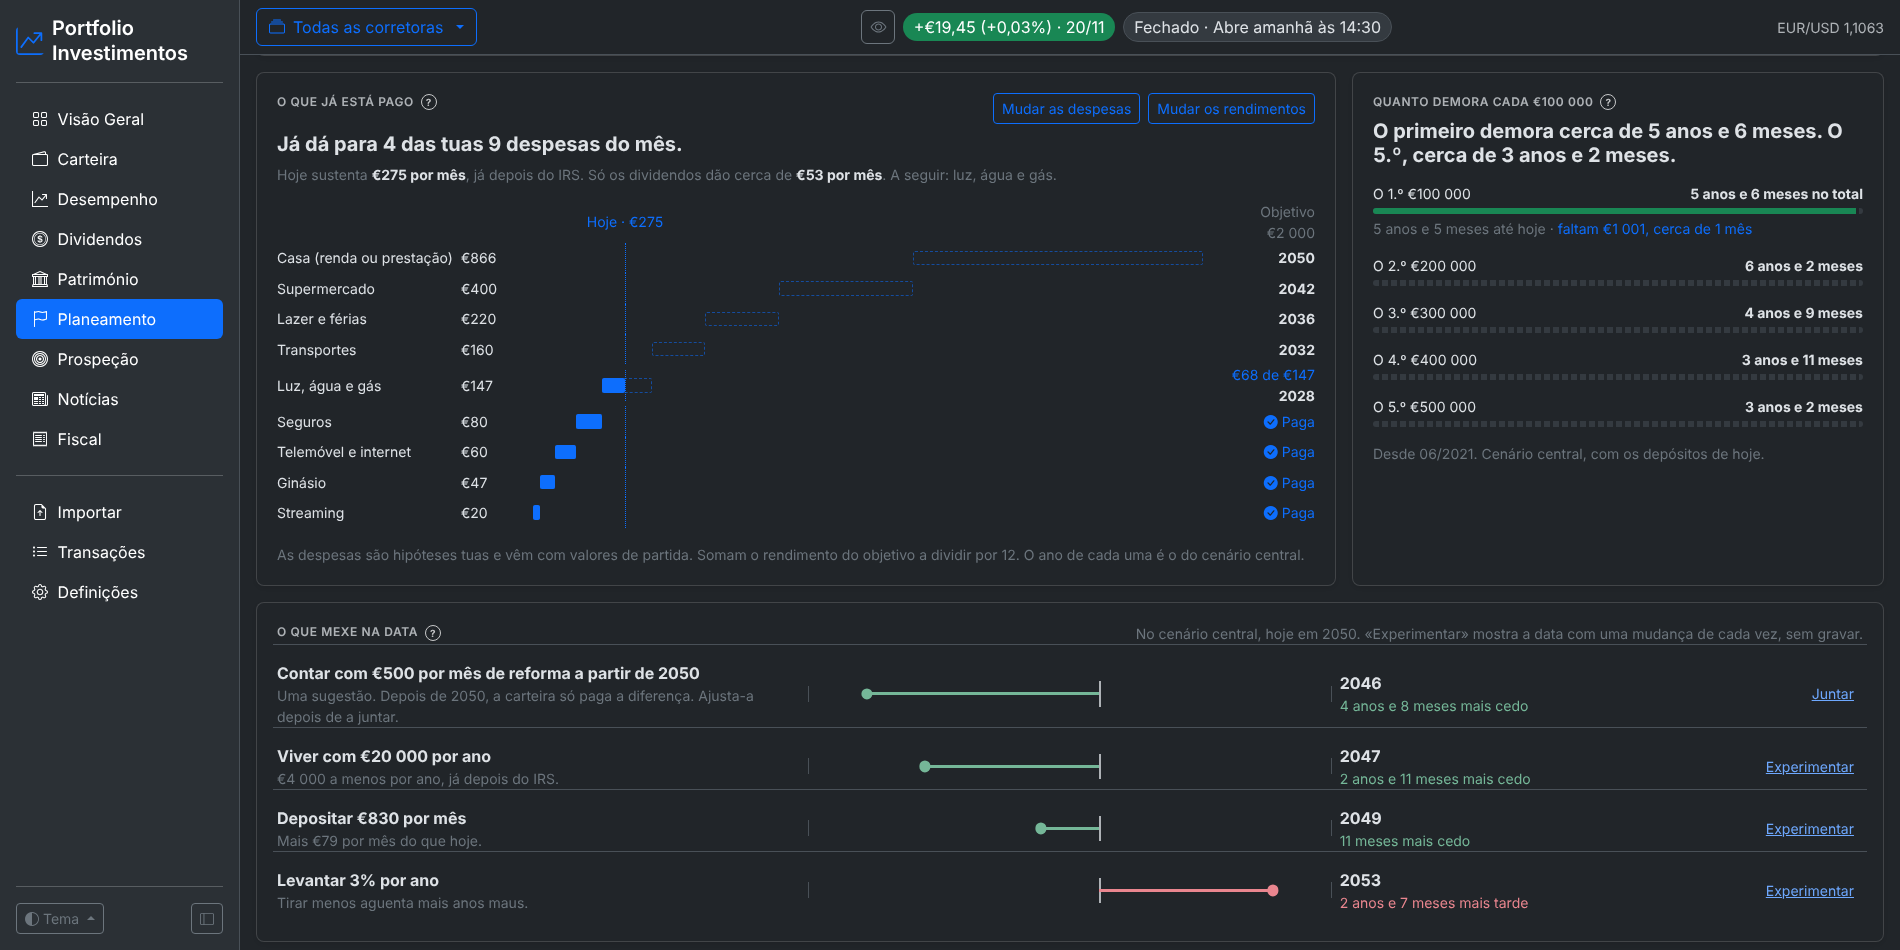 Portfolio
Investimentos
Visão Geral
Carteira
Desempenho
Dividendos
Património
Planeamento
Prospeção
Notícias
Fiscal
Importar
Transações
Definições
Tema
Todas as corretoras
+€19,45 (+0,03%) · 20/11
Fechado · Abre amanhã às 14:30
EUR/USD 1,1063
O QUE JÁ ESTÁ PAGO ?
Mudar as despesas
Mudar os rendimentos
Já dá para 4 das tuas 9 despesas do mês.
Hoje sustenta €275 por mês, já depois do IRS. Só os dividendos dão cerca de €53 por mês. A seguir: luz, água e gás.
Hoje · €275
Objetivo
€2 000
Casa (renda ou prestação) €866 2050
Supermercado €400 2042
Lazer e férias €220 2036
Transportes €160 2032
Luz, água e gás €147 €68 de €147
2028
Seguros €80 Paga
Telemóvel e internet €60 Paga
Ginásio €47 Paga
Streaming €20 Paga
As despesas são hipóteses tuas e vêm com valores de partida. Somam o rendimento do objetivo a dividir por 12. O ano de cada uma é o do cenário central.
QUANTO DEMORA CADA €100 000 ?
O primeiro demora cerca de 5 anos e 6 meses. O
5.º, cerca de 3 anos e 2 meses.
O 1.º €100 000 5 anos e 6 meses no total
5 anos e 5 meses até hoje · faltam €1 001, cerca de 1 mês
O 2.º €200 000 6 anos e 2 meses
O 3.º €300 000 4 anos e 9 meses
O 4.º €400 000 3 anos e 11 meses
O 5.º €500 000 3 anos e 2 meses
Desde 06/2021. Cenário central, com os depósitos de hoje.
O QUE MEXE NA DATA ?
No cenário central, hoje em 2050. «Experimentar» mostra a data com uma mudança de cada vez, sem gravar.
Contar com €500 por mês de reforma a partir de 2050
Uma sugestão. Depois de 2050, a carteira só paga a diferença. Ajusta-a
depois de a juntar.
2046
4 anos e 8 meses mais cedo
Juntar
Viver com €20 000 por ano
€4 000 a menos por ano, já depois do IRS.
2047
2 anos e 11 meses mais cedo
Experimentar
Depositar €830 por mês
Mais €79 por mês do que hoje.
2049
11 meses mais cedo
Experimentar
Levantar 3% por ano
Tirar menos aguenta mais anos maus.
2053
2 anos e 7 meses mais tarde
Experimentar